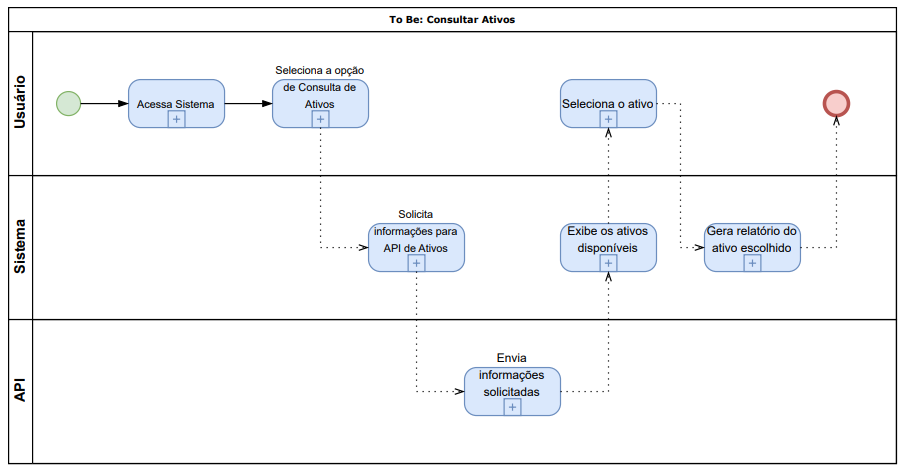 To Be: Consultar Ativos
Usuário
Acessa Sistema
Seleciona a opção
de Consulta de
Ativos
Seleciona o ativo
Sistema
Solicita
informações para
API de Ativos
Exibe os ativos
disponíveis
Gera relatório do
ativo escolhido
API
Envia
informações
solicitadas